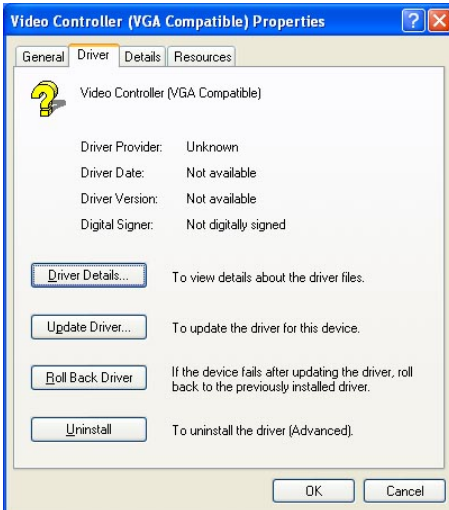 Video Controller (VGA Compatible) Properties
General Driver Details Resources
Video Controller (VGA Compatible)
Driver Provider: Unknown
Driver Date: Not available
Driver Version: Not available
Digital Signer: Not digitally signed
Driver Details... To view details about the driver files.
Update Driver... To update the driver for this device.
Roll Back Driver If the device fails after updating the driver, roll
back to the previously installed driver.
Uninstall To uninstall the driver (Advanced).
OK Cancel